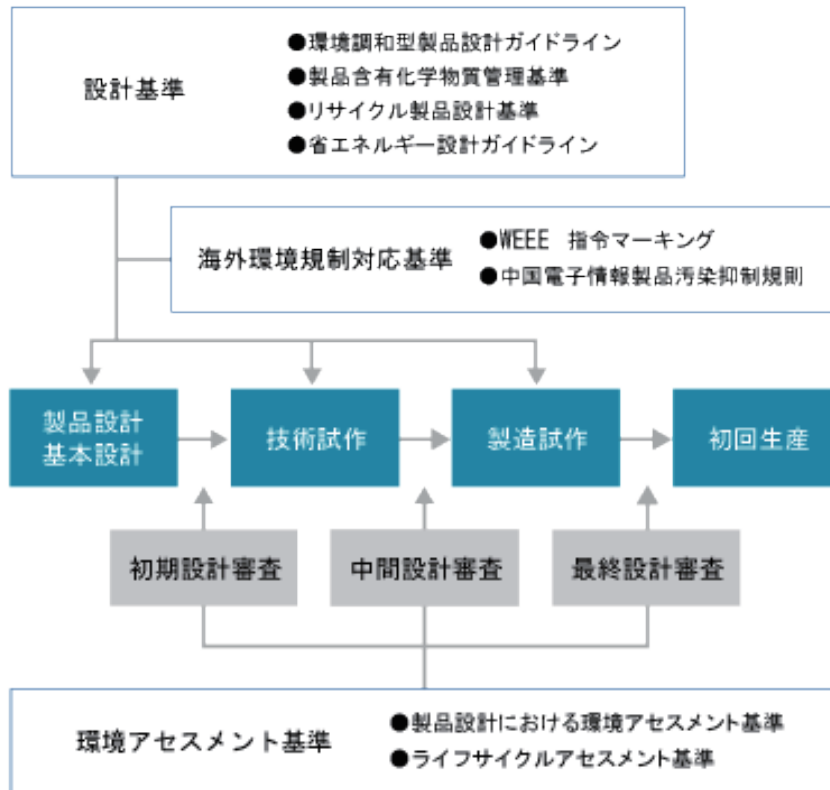 設計基準
●環境調和型製品設計ガイドライン
●製品含有化学物質管理基準
●リサイクル製品設計基準
●省エネルギー設計ガイドライン
海外環境規制対応基準
●WEEE 指令マーキング
●中国電子情報製品汚染抑制規則
製品設計
基本設計
技術試作
製造試作
初回生産
初期設計審査
中間設計審査
最終設計審査
環境アセスメント基準
●製品設計における環境アセスメント基準
●ライフサイクルアセスメント基準